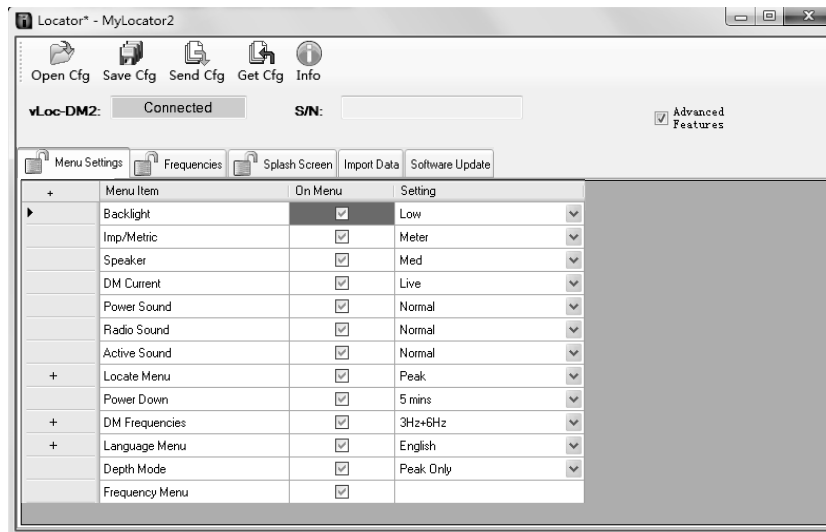 Locator* - MyLocator2
Open Cfg Save Cfg Send Cfg Get Cfg Info
vLoc-DM2: Connected S/N: Advanced Features
Menu Settings Frequencies Splash Screen Import Data Software Update
+ Menu Item On Menu Setting
Backlight Low
Imp/Metric Meter
Speaker Med
DM Current Live
Power Sound Normal
Radio Sound Normal
Active Sound Normal
+ Locate Menu Peak
Power Down 5 mins
+ DM Frequencies 3Hz+6Hz
+ Language Menu English
Depth Mode Peak Only
Frequency Menu